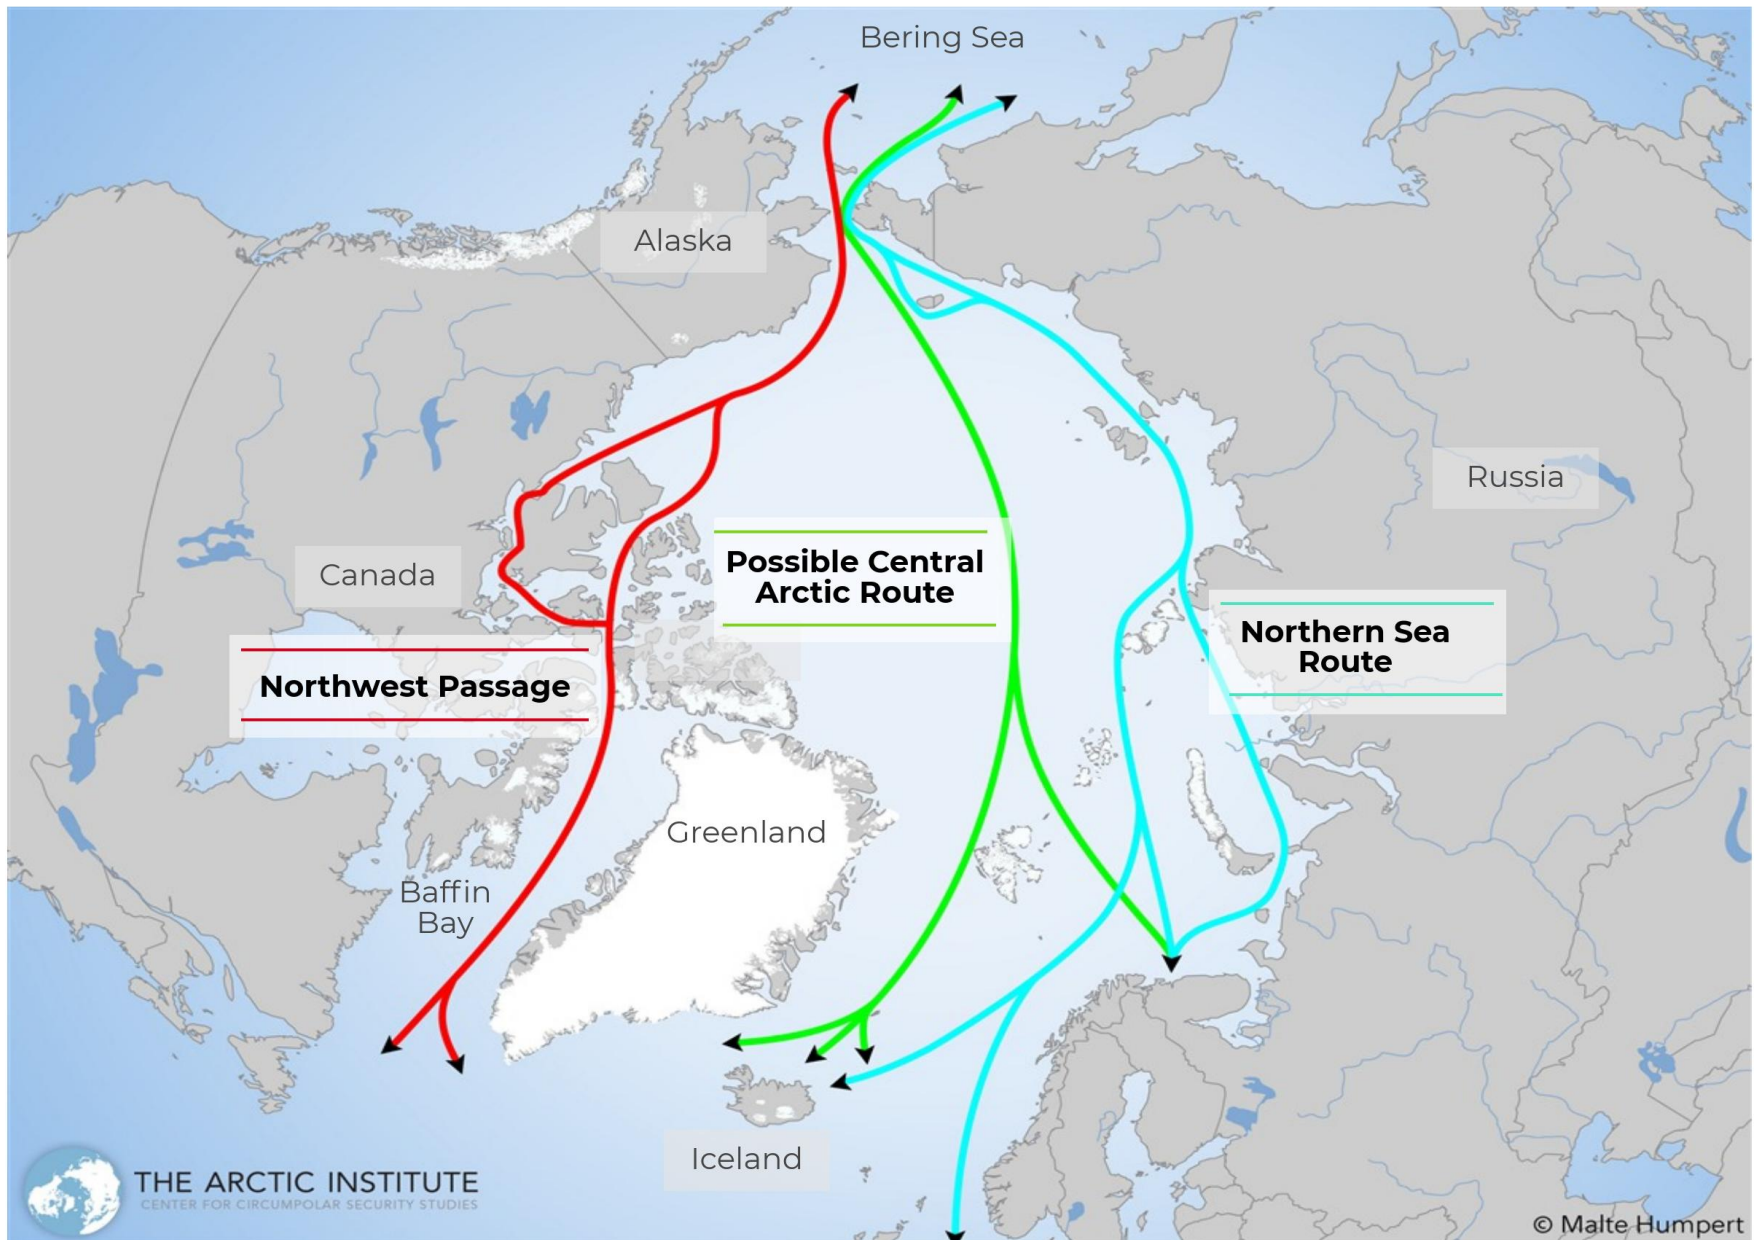 Bering Sea
Alaska
Russia
Canada
Possible Central
Arctic Route
Northern Sea
Route
Northwest Passage
Greenland
Baffin
Bay
Iceland
THE ARCTIC INSTITUTE
CENTER FOR CIRCUMPOLAR SECURITY STUDIES
© Malte Humpert